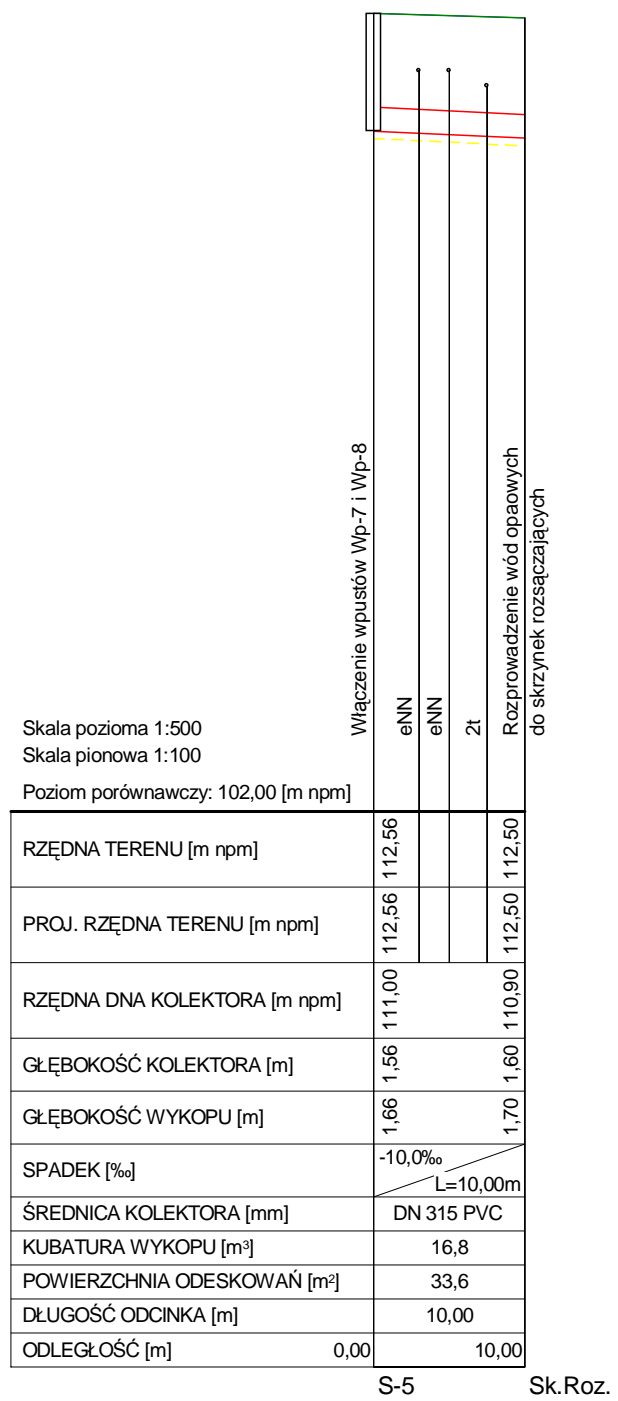 Włączenie wpustów Wp-7 i Wp-8
eNN
eNN
2t
Rozprowadzenie wód opaowych
do skrzynek rozsączających
Skala pozioma 1:500
Skala pionowa 1:100
Poziom porównawczy: 102,00 [m npm]
RZĘDNA TERENU [m npm] 112,56 112,50
PROJ. RZĘDNA TERENU [m npm] 112,56 112,50
RZĘDNA DNA KOLEKTORA [m npm] 111,00 110,90
GŁĘBOKOŚĆ KOLEKTORA [m] 1,56 1,60
GŁĘBOKOŚĆ WYKOPU [m] 1,66 1,70
SPADEK [‰] -10,0‰ L=10,00m
ŚREDNICA KOLEKTORA [mm] DN 315 PVC
KUBATURA WYKOPU [m³] 16,8
POWIERZCHNIA ODESKOWAŃ [m²] 33,6
DŁUGOŚĆ ODCINKA [m] 10,00
ODLEGŁOŚĆ [m] 0,00 10,00
S-5 Sk.Roz.